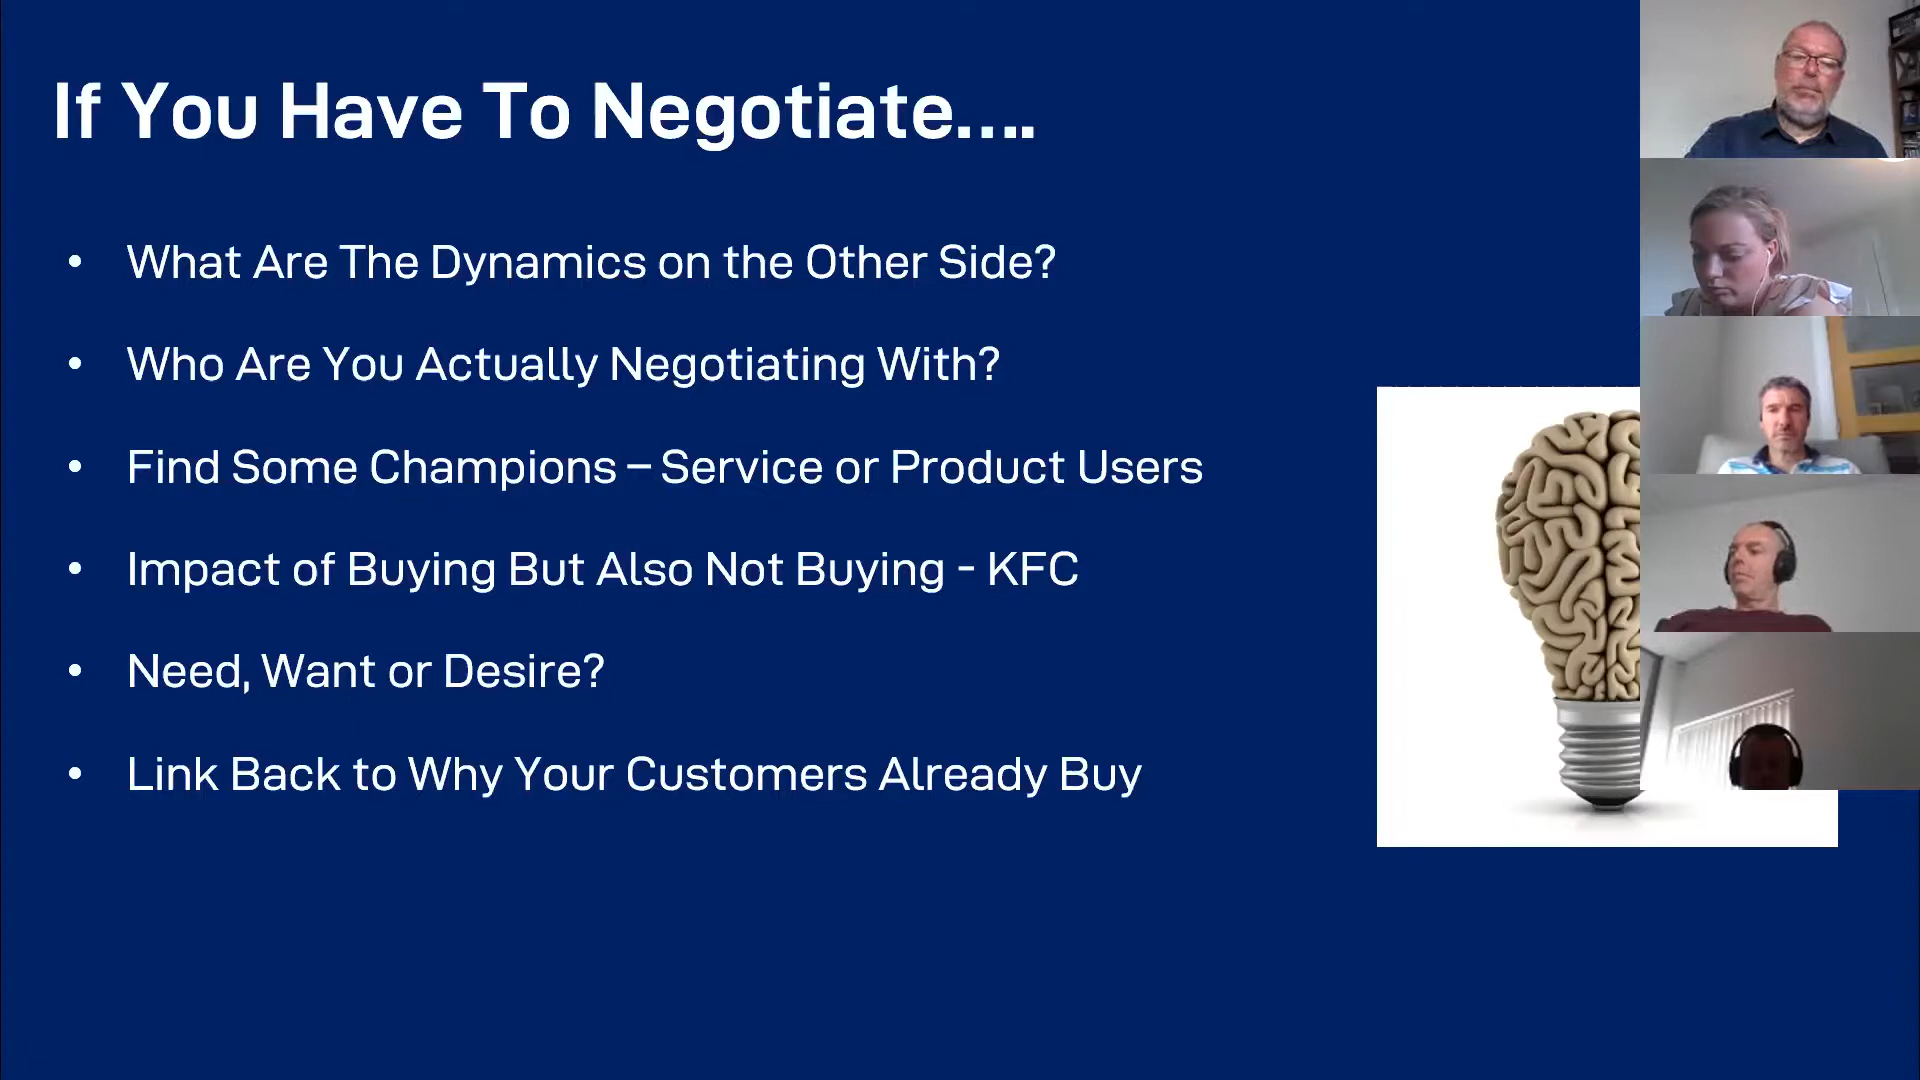 If You Have To Negotiate....
• What Are The Dynamics on the Other Side?
• Who Are You Actually Negotiating With?
• Find Some Champions – Service or Product Users
• Impact of Buying But Also Not Buying - KFC
• Need, Want or Desire?
• Link Back to Why Your Customers Already Buy